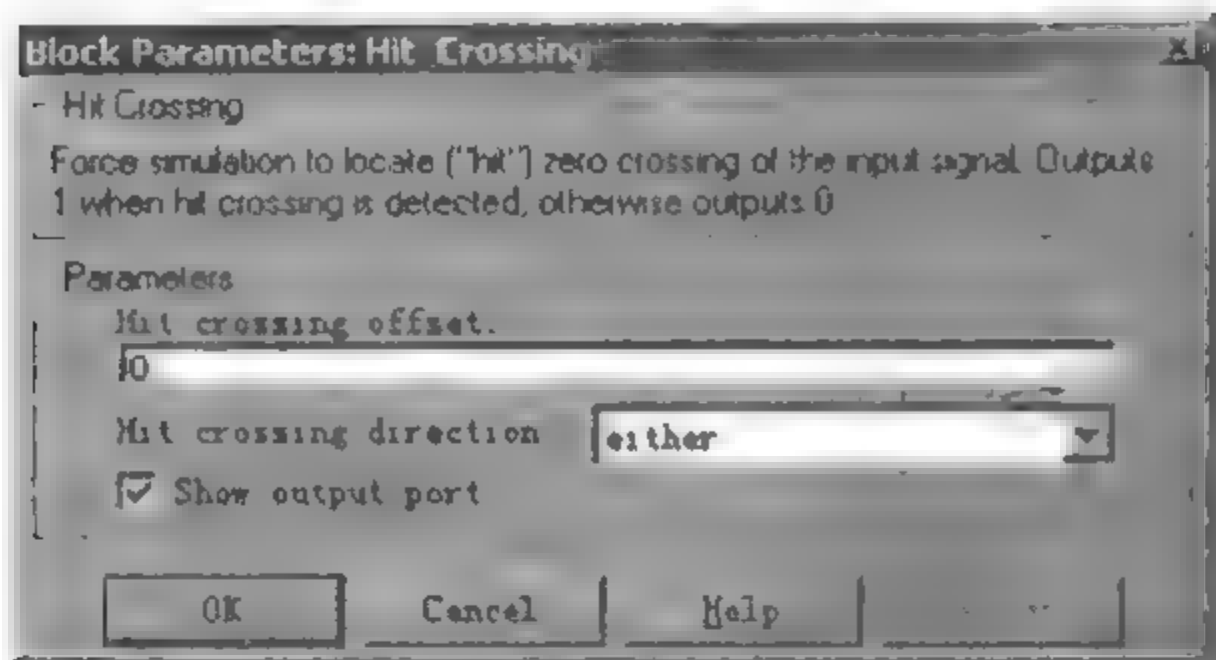 Block Parameters: Hit Crossing
Hit Crossing
Force simulation to locate ("hit") zero crossing of the input signal. Outputs
1 when hit crossing is detected, otherwise outputs 0
Parameters
Hit crossing offset:
0
Hit crossing direction
either
Show output port
OK
Cancel
Help